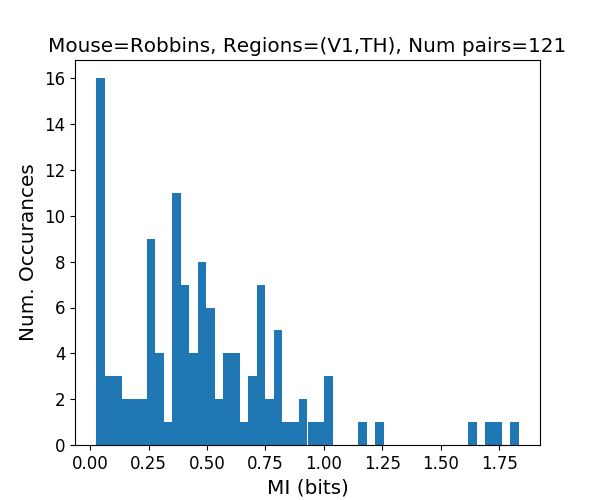 Mouse=Robbins, Regions=(V1,TH), Num pairs=121
16
14
12
10
8
6
4
2
0
Num. Occurances
0.00 0.25 0.50 0.75 1.00 1.25 1.50 1.75
MI (bits)